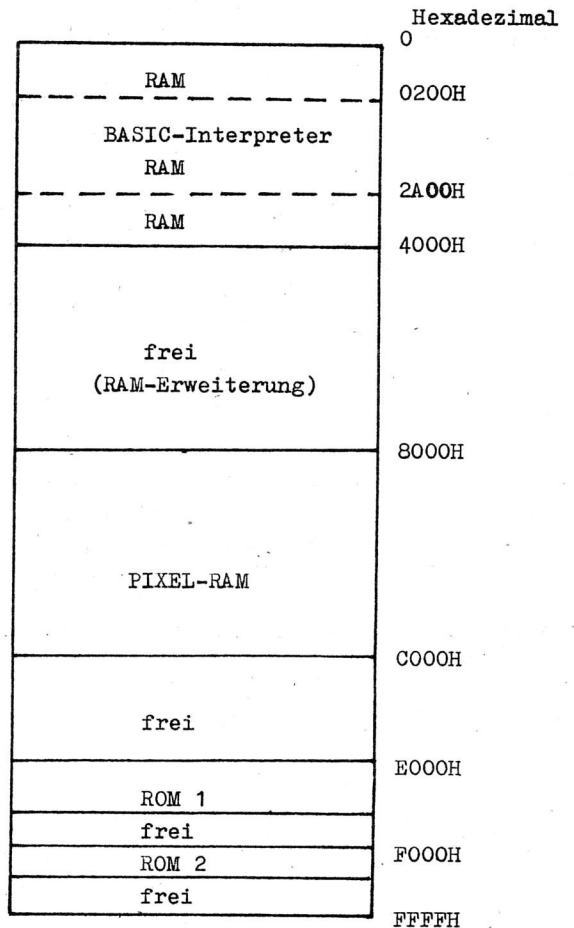 Hexadezimal
0
RAM
0200H
BASIC-Interpreter
RAM
2A00H
RAM
4000H
frei
(RAM-Erweiterung)
8000H
PIXEL-RAM
C000H
frei
E000H
ROM 1
frei
F000H
ROM 2
frei
FFFFH